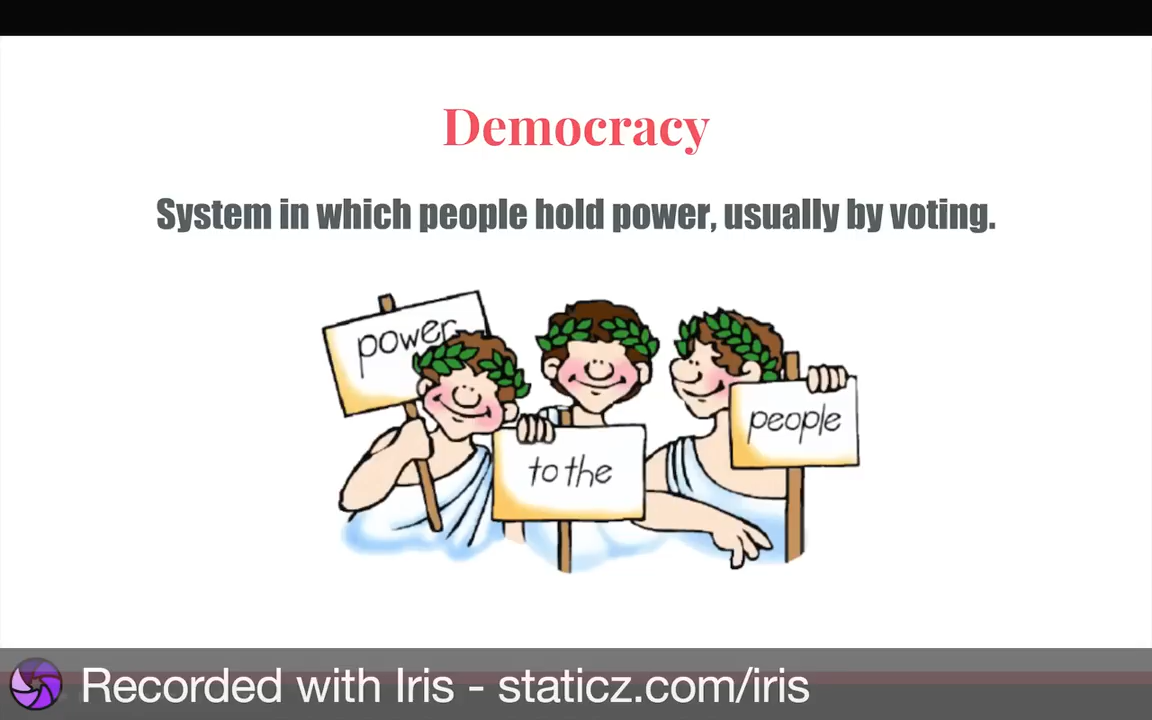 Democracy
System in which people hold power, usually by voting.
power
to the
people
Recorded with Iris - staticz.com/iris